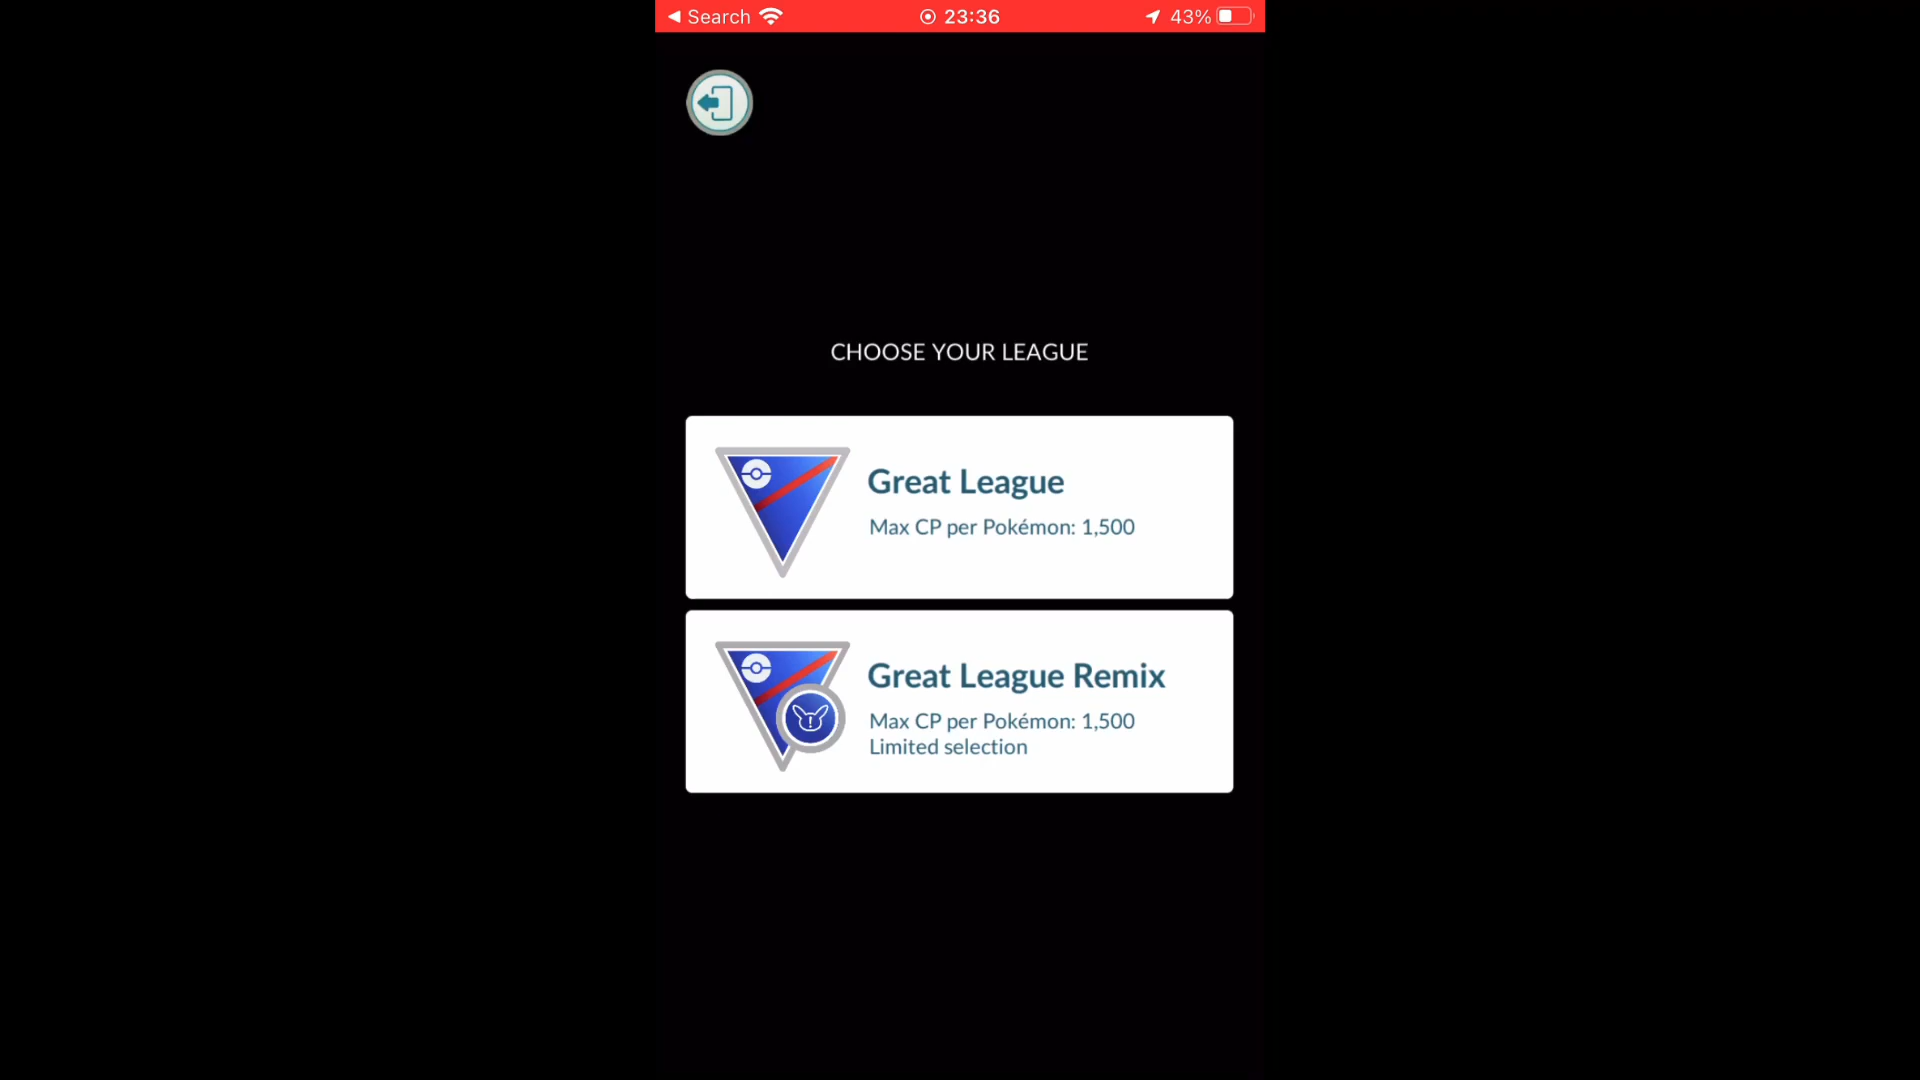 Search 23:36 43%
CHOOSE YOUR LEAGUE
Great League
Max CP per Pokémon: 1,500
Great League Remix
Max CP per Pokémon: 1,500
Limited selection